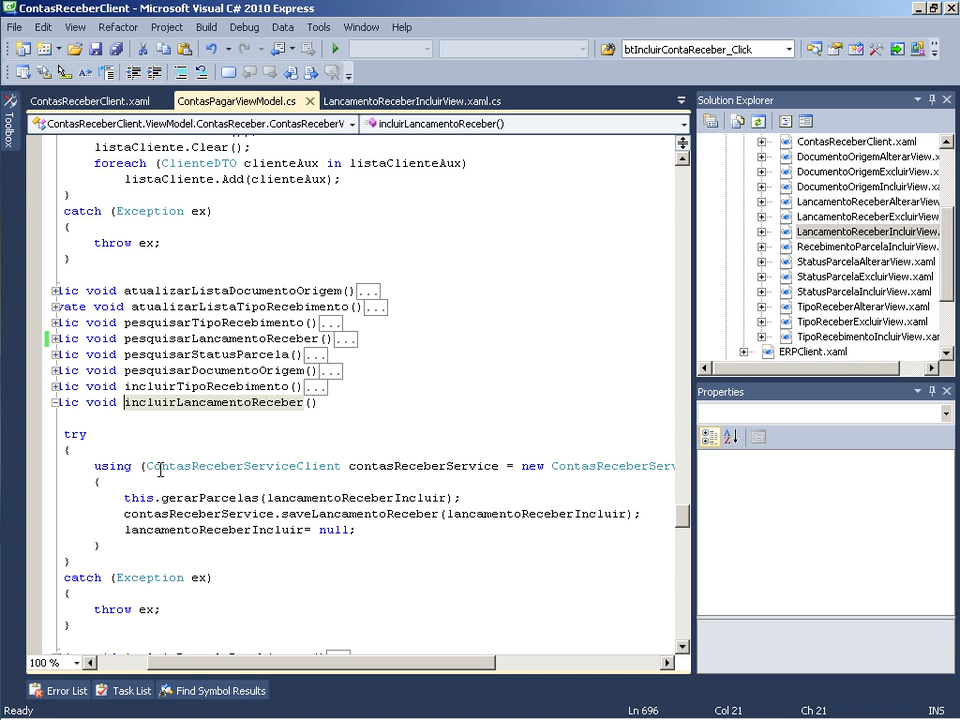 ContasReceberClient - Microsoft Visual C# 2010 Express
File Edit View Refactor Project Build Debug Data Tools Window Help
btIncluirContaReceber_Click
ContasReceberClient.xaml ContasPagarViewModel.cs LancamentoReceberIncluirView.xaml.cs
ContasReceberClient.ViewModel.ContasReceber.ContasReceberV incluirLancamentoReceber()
Toolbox
listaCliente.Clear();
foreach (ClienteDTO clienteAux in listaClienteAux)
listaCliente.Add(clienteAux);
}
catch (Exception ex)
{
throw ex;
}
lic void atualizarListaDocumentoOrigem()...
vate void atualizarListaTipoRecebimento()...
lic void pesquisarTipoRecebimento()...
lic void pesquisarLancamentoReceber()...
lic void pesquisarStatusParcela()...
lic void pesquisarDocumentoOrigem()...
lic void incluirTipoRecebimento()...
lic void incluirLancamentoReceber()
try
{
using (ContasReceberServiceClient contasReceberService = new ContasReceberServ
{
this.gerarParcelas(lancamentoReceberIncluir);
contasReceberService.saveLancamentoReceber(lancamentoReceberIncluir);
lancamentoReceberIncluir= null;
}
}
catch (Exception ex)
{
throw ex;
}
100 %
Solution Explorer
ContasReceberClient.xaml
DocumentoOrigemAlterarView.x
DocumentoOrigemExcluirView.x
DocumentoOrigemIncluirView.xa
LancamentoReceberAlterarView.
LancamentoReceberExcluirView.
LancamentoReceberIncluirView.
RecebimentoParcelaIncluirView.
StatusParcelaAlterarView.xaml
StatusParcelaExcluirView.xaml
StatusParcelaIncluirView.xaml
TipoReceberAlterarView.xaml
TipoReceberExcluirView.xaml
TipoRecebimentoIncluirView.xar
ERPClient.xaml
Properties
Error List Task List Find Symbol Results
Ready Ln 696 Col 21 Ch 21 INS